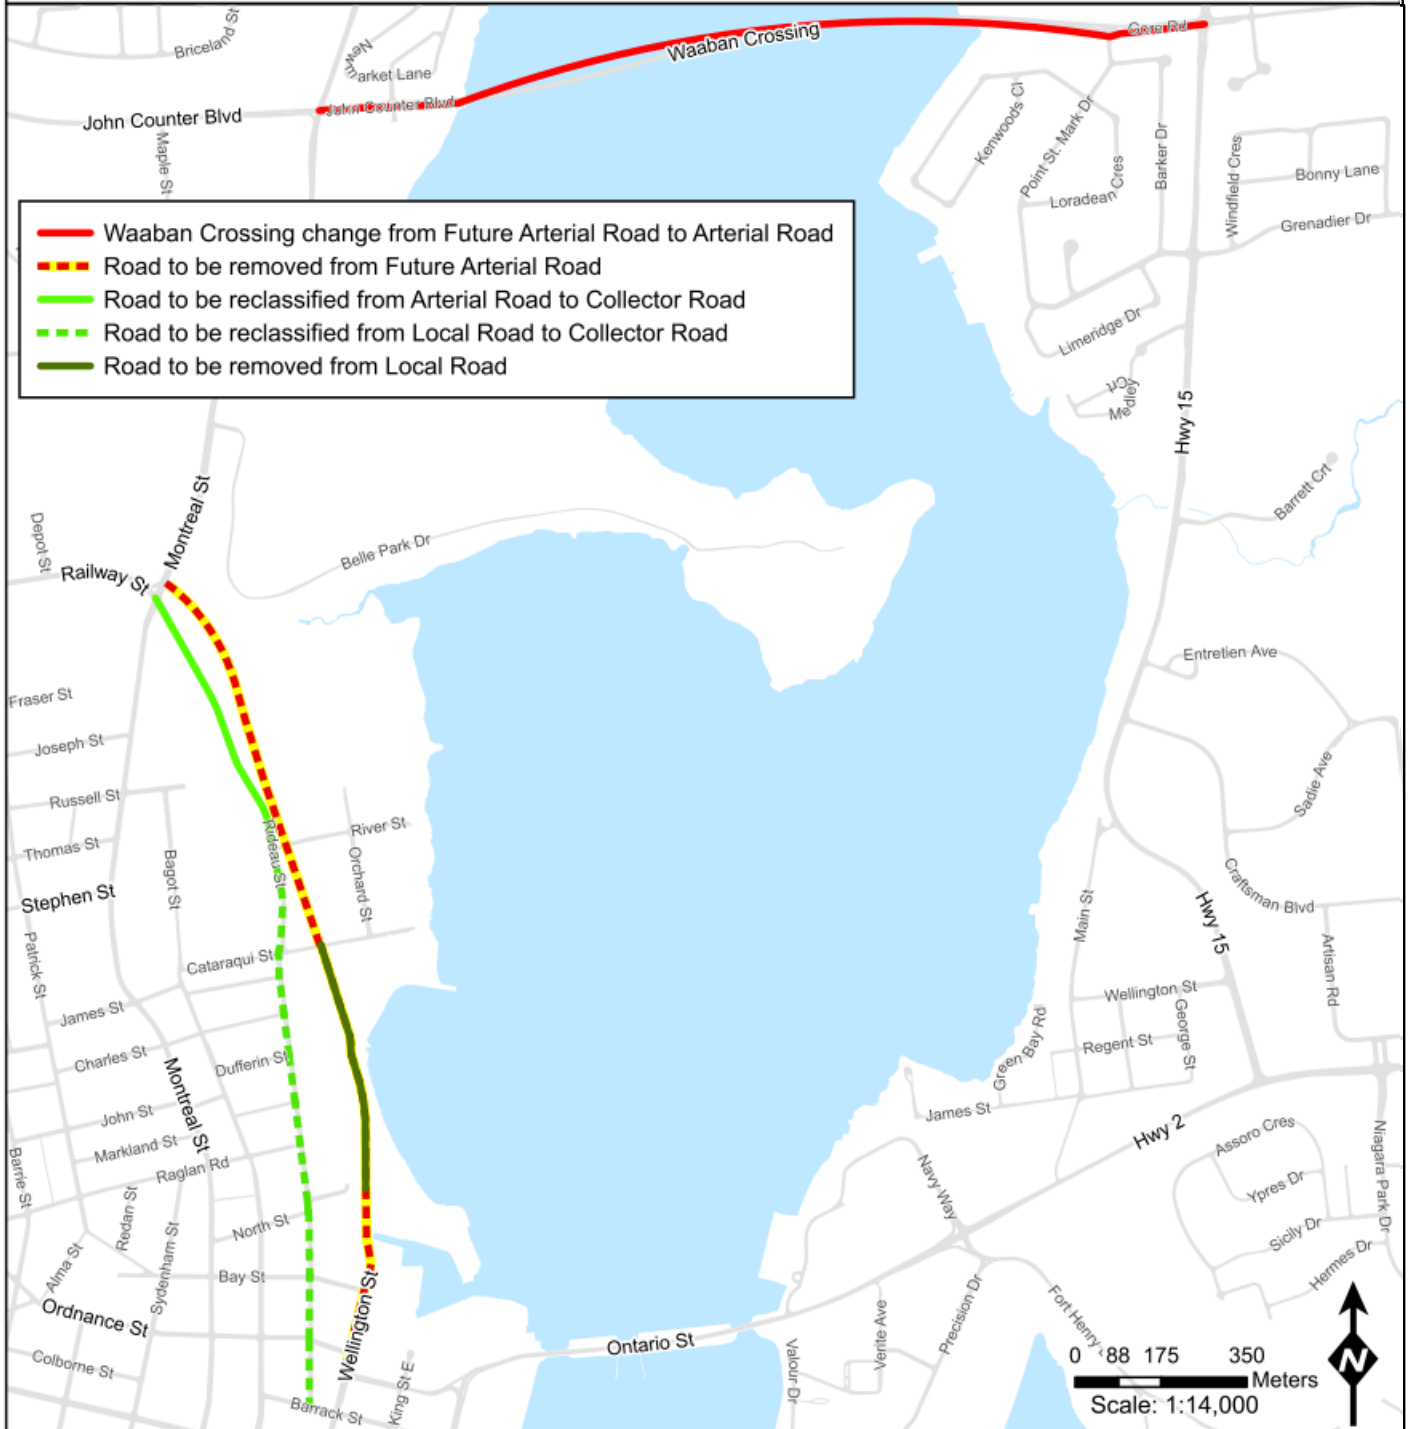 Briceland St
New Market Lane
Waaban Crossing
Gore Rd
John Counter Blvd
John Counter Blvd
Maple St
Kenwoods Cl
Point St. Mark Dr
Barker Dr
Loradean Cres
Windfield Cres
Bonny Lane
Grenadier Dr
Waaban Crossing change from Future Arterial Road to Arterial Road
Road to be removed from Future Arterial Road
Road to be reclassified from Arterial Road to Collector Road
Road to be reclassified from Local Road to Collector Road
Road to be removed from Local Road
Limeridge Dr
Medley Crt
Hwy 15
Barrett Crt
Montreal St
Depot St
Railway St
Belle Park Dr
Entretien Ave
Fraser St
Joseph St
Russell St
Thomas St
Stephen St
Bagot St
Rideau St
River St
Orchard St
Sadie Ave
Craftsman Blvd
Hwy 15
Main St
Artisan Rd
Patrick St
Cataraqui St
James St
Charles St
Dufferin St
Montreal St
John St
Markland St
Raglan Rd
Wellington St
George St
Regent St
Green Bay Rd
James St
Hwy 2
Assoro Cres
Ypres Dr
Sicily Dr
Hermes Dr
Niagara Park Dr
Barrie St
Redan St
North St
Alma St
Sydenham St
Bay St
Ordnance St
Colborne St
Wellington St
King St E
Barrack St
Ontario St
Navy Way
Valour Dr
Verite Ave
Precision Dr
Fort Henry
N
0 88 175 350
Meters
Scale: 1:14,000